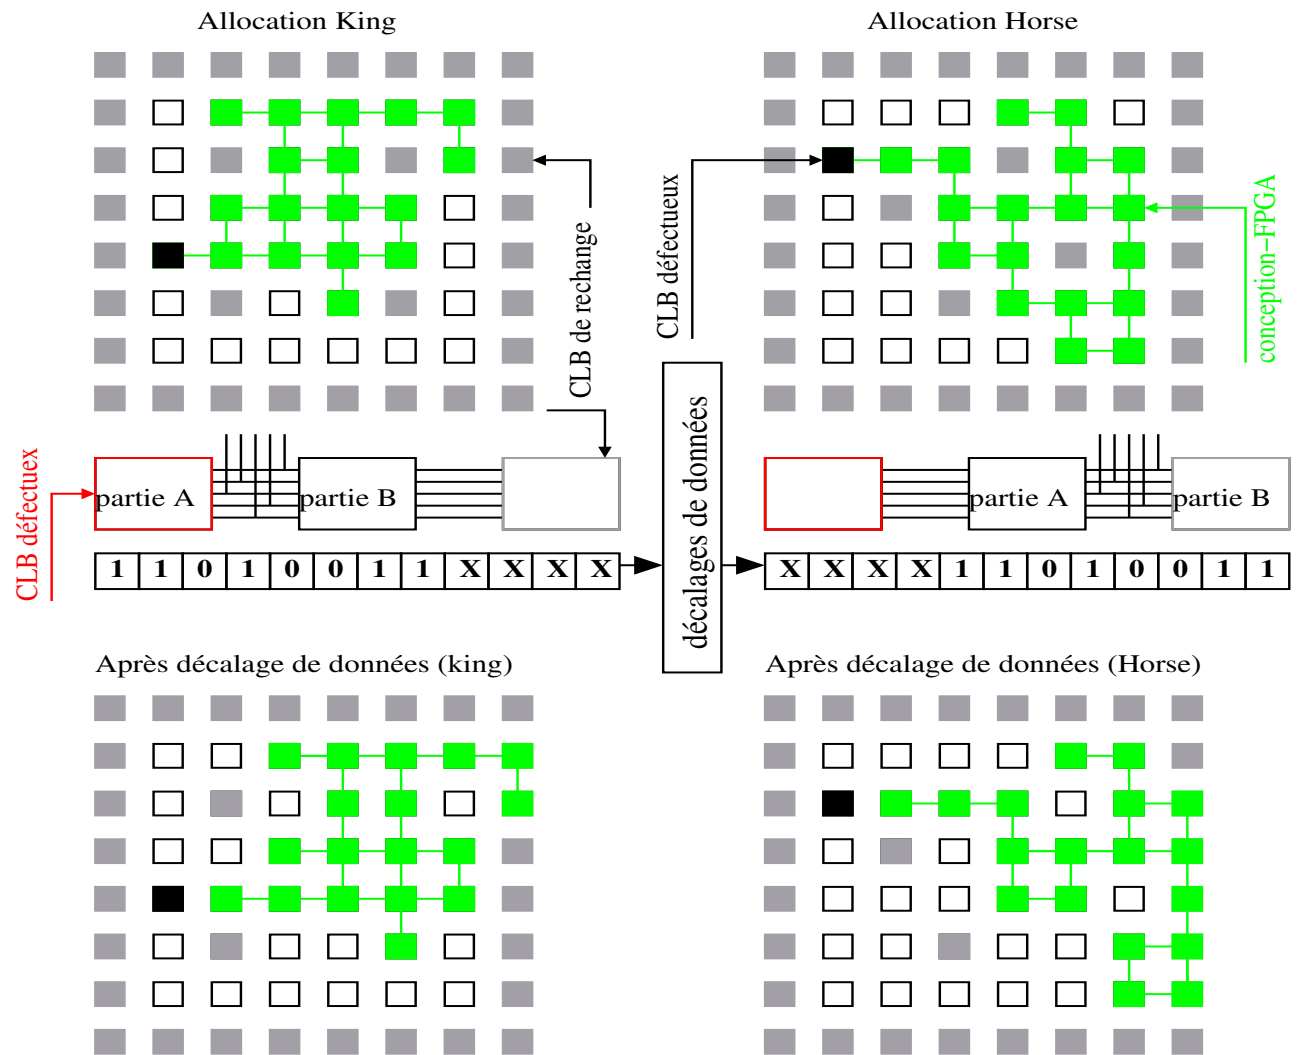 Allocation King
Allocation Horse
CLB de rechange
CLB défectueux
conception-FPGA
CLB défectuex
partie A
partie B
décalages de données
partie A
partie B
1 1 0 1 0 0 1 1 X X X X
X X X X 1 1 0 1 0 0 1 1
Après décalage de données (king)
Après décalage de données (Horse)